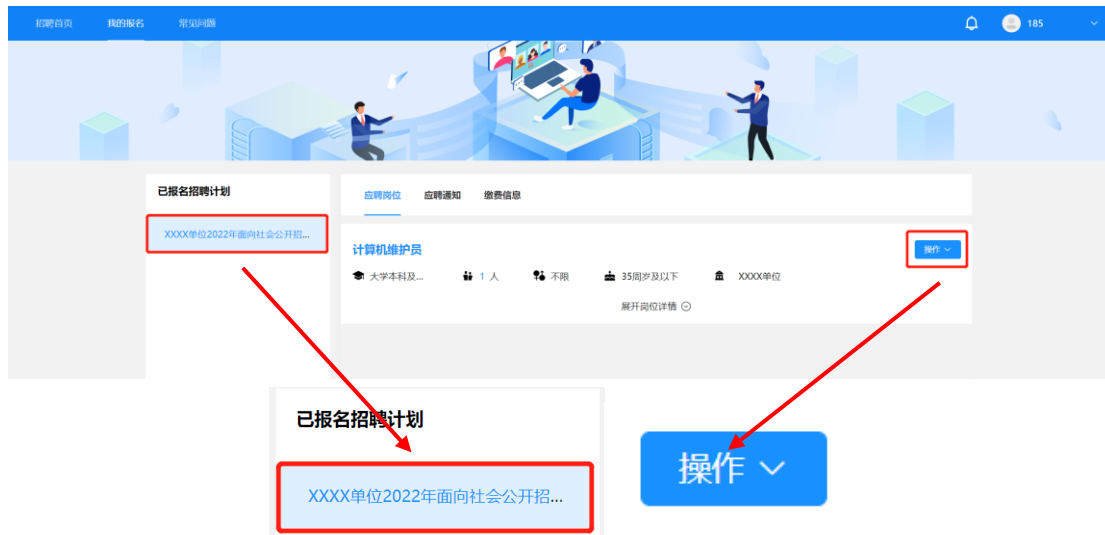 招聘首页 我的报名 常见问题 185
已报名招聘计划
应聘岗位 应聘通知 缴费信息
XXXX单位2022年面向社会公开招...
计算机维护员 操作
大学本科及... 1 人 不限 35周岁及以下 XXXX单位
展开岗位详情
已报名招聘计划
XXXX单位2022年面向社会公开招...
操作